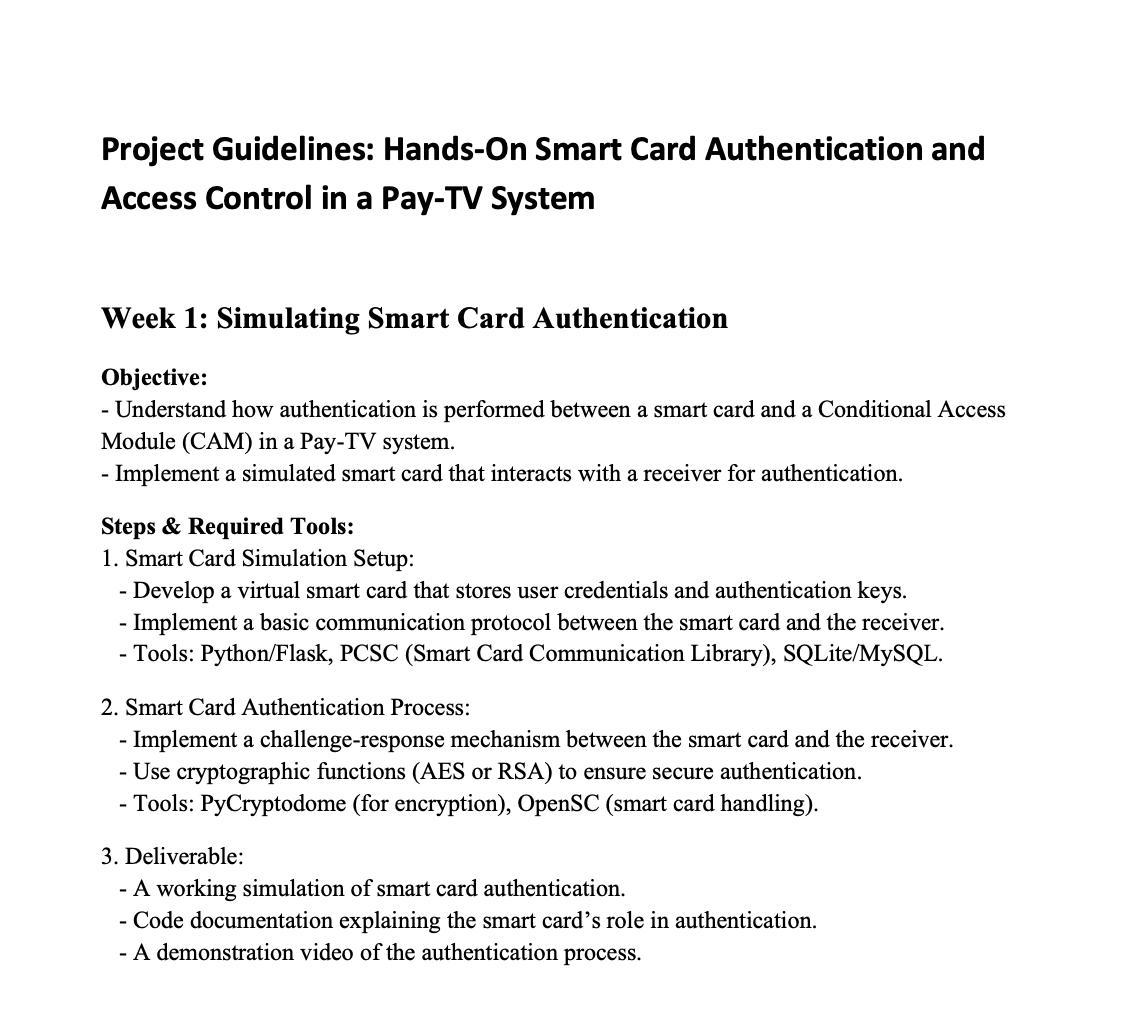 Project Guidelines: Hands-On Smart Card Authentication and
Access Control in a Pay-TV System
Week 1: Simulating Smart Card Authentication
Objective:
- Understand how authentication is performed between a smart card and a Conditional Access
Module (CAM) in a Pay-TV system.
- Implement a simulated smart card that interacts with a receiver for authentication.
Steps & Required Tools:
1. Smart Card Simulation Setup:
- Develop a virtual smart card that stores user credentials and authentication keys.
- Implement a basic communication protocol between the smart card and the receiver.
- Tools: Python/Flask, PCSC (Smart Card Communication Library), SQLite/MySQL.
2. Smart Card Authentication Process:
- Implement a challenge-response mechanism between the smart card and the receiver.
- Use cryptographic functions (AES or RSA) to ensure secure authentication.
- Tools: PyCryptodome (for encryption), OpenSC (smart card handling).
3. Deliverable:
- A working simulation of smart card authentication.
- Code documentation explaining the smart card’s role in authentication.
- A demonstration video of the authentication process.